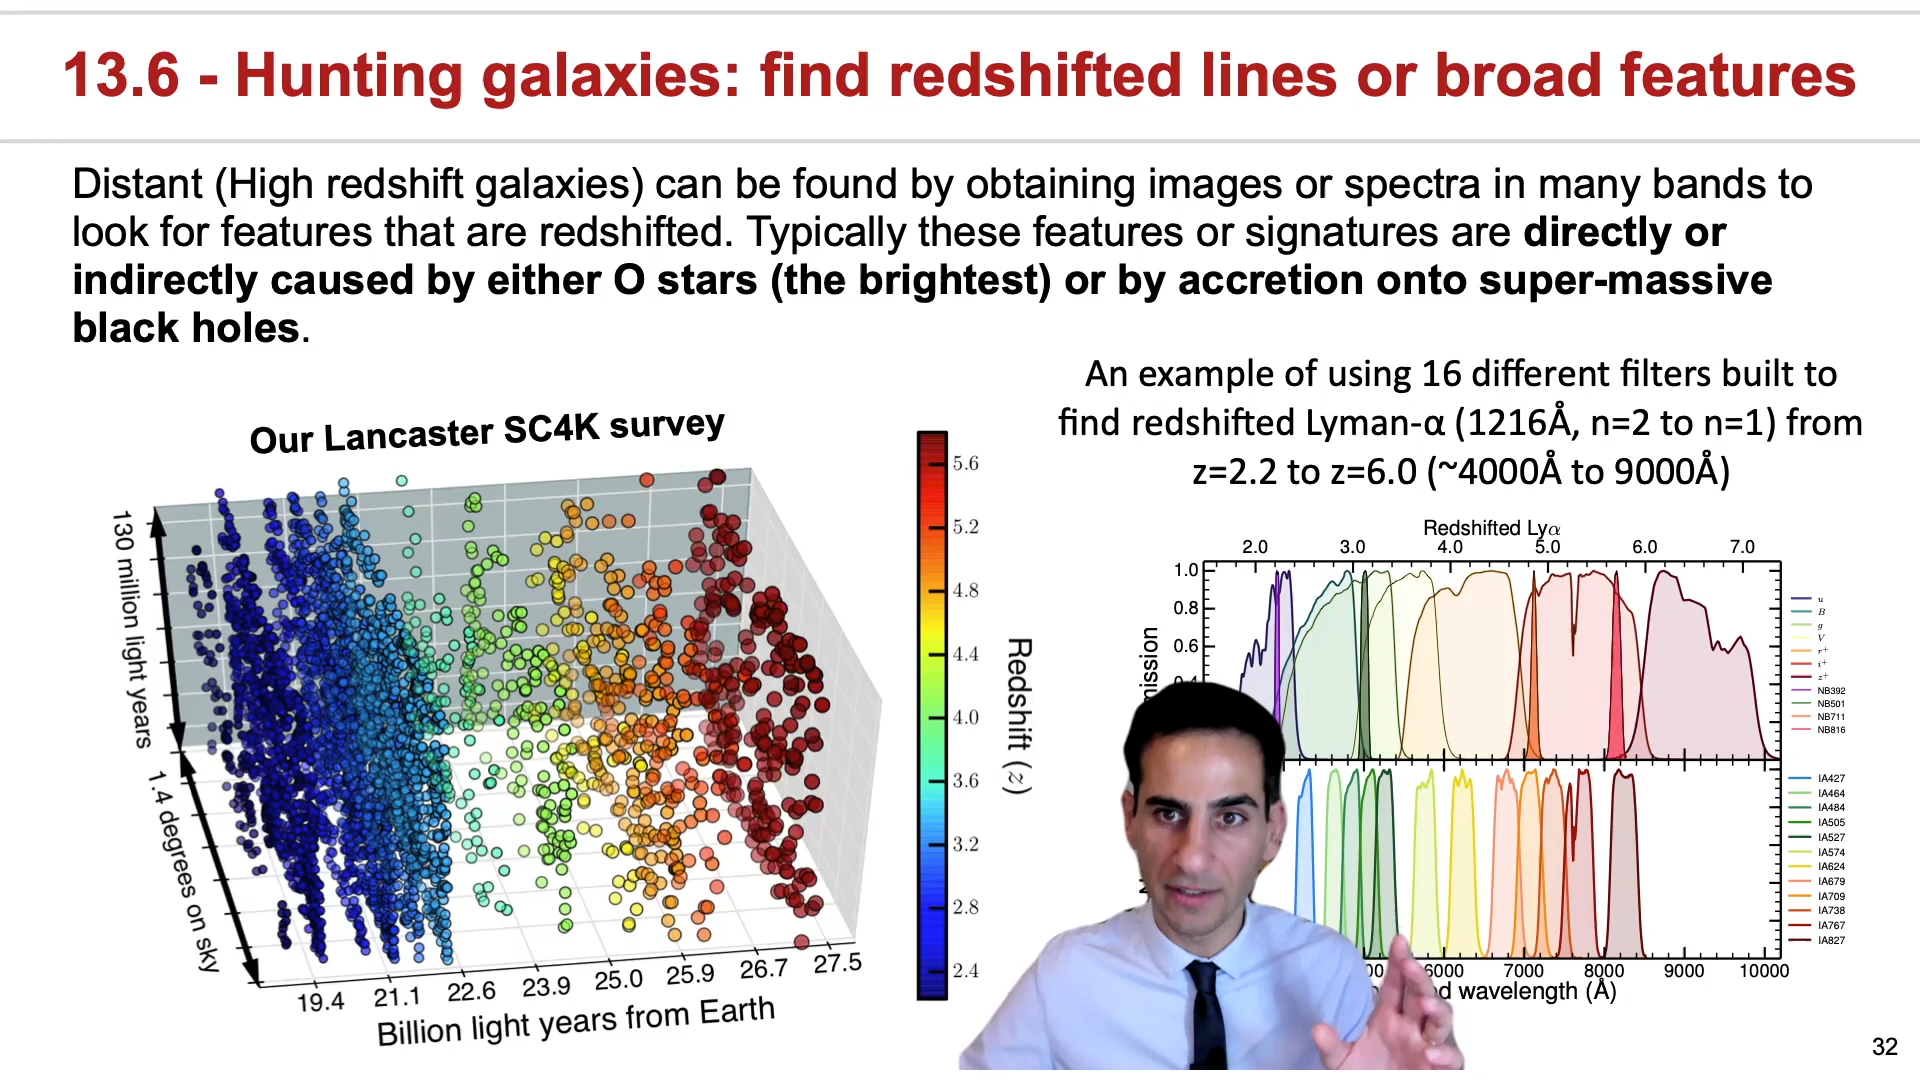 13.6 - Hunting galaxies: find redshifted lines or broad features
Distant (High redshift galaxies) can be found by obtaining images or spectra in many bands to
look for features that are redshifted. Typically these features or signatures are directly or
indirectly caused by either O stars (the brightest) or by accretion onto super-massive
black holes.
An example of using 16 different filters built to
find redshifted Lyman-α (1216Å, n=2 to n=1) from
z=2.2 to z=6.0 (~4000Å to 9000Å)
Our Lancaster SC4K survey
130 million light years
1.4 degrees on sky
19.4 21.1 22.6 23.9 25.0 25.9 26.7 27.5
Billion light years from Earth
5.6
5.2
4.8
4.4
4.0
3.6
3.2
2.8
2.4
Redshift (z)
Redshifted Lyα
2.0 3.0 4.0 5.0 6.0 7.0
1.0
0.8
0.6
u
B
g
V
r+
i+
z+
NB392
NB501
NB711
NB816
IA427
IA464
IA484
IA505
IA527
IA574
IA624
IA679
IA709
IA738
IA767
IA827
6000 7000 8000 9000 10000
wavelength (Å)
32